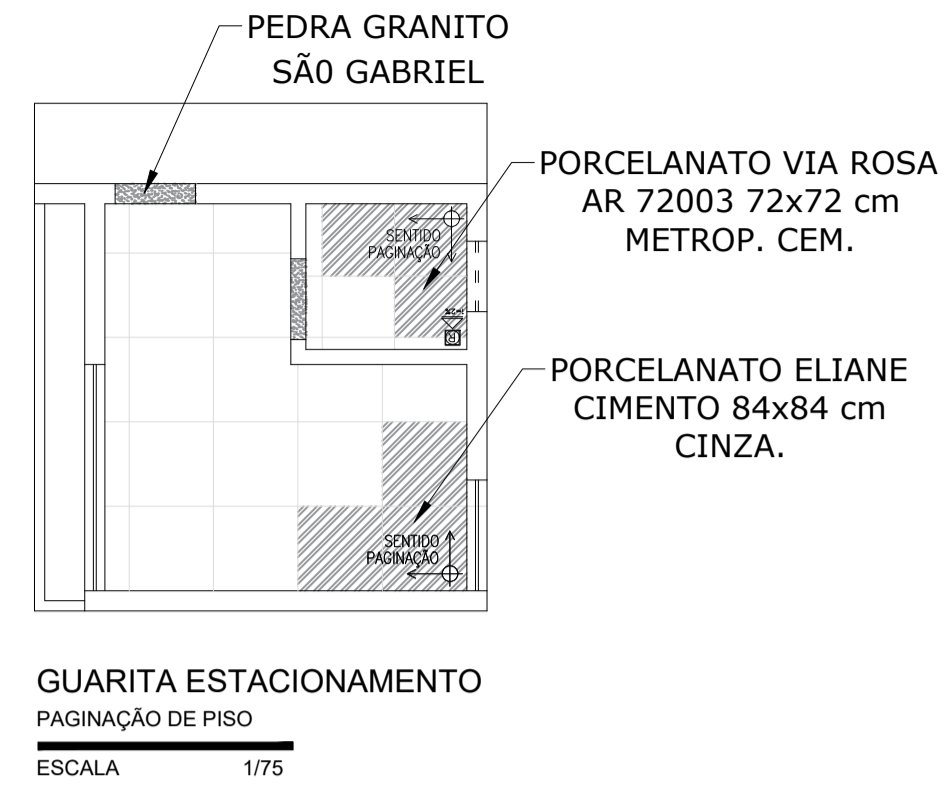 PEDRA GRANITO
SÃ0 GABRIEL
PORCELANATO VIA ROSA
AR 72003 72x72 cm
METROP. CEM.
SENTIDO
PAGINAÇÃO
i=2%
R
PORCELANATO ELIANE
CIMENTO 84x84 cm
CINZA.
SENTIDO
PAGINAÇÃO
GUARITA ESTACIONAMENTO
PAGINAÇÃO DE PISO
ESCALA 1/75